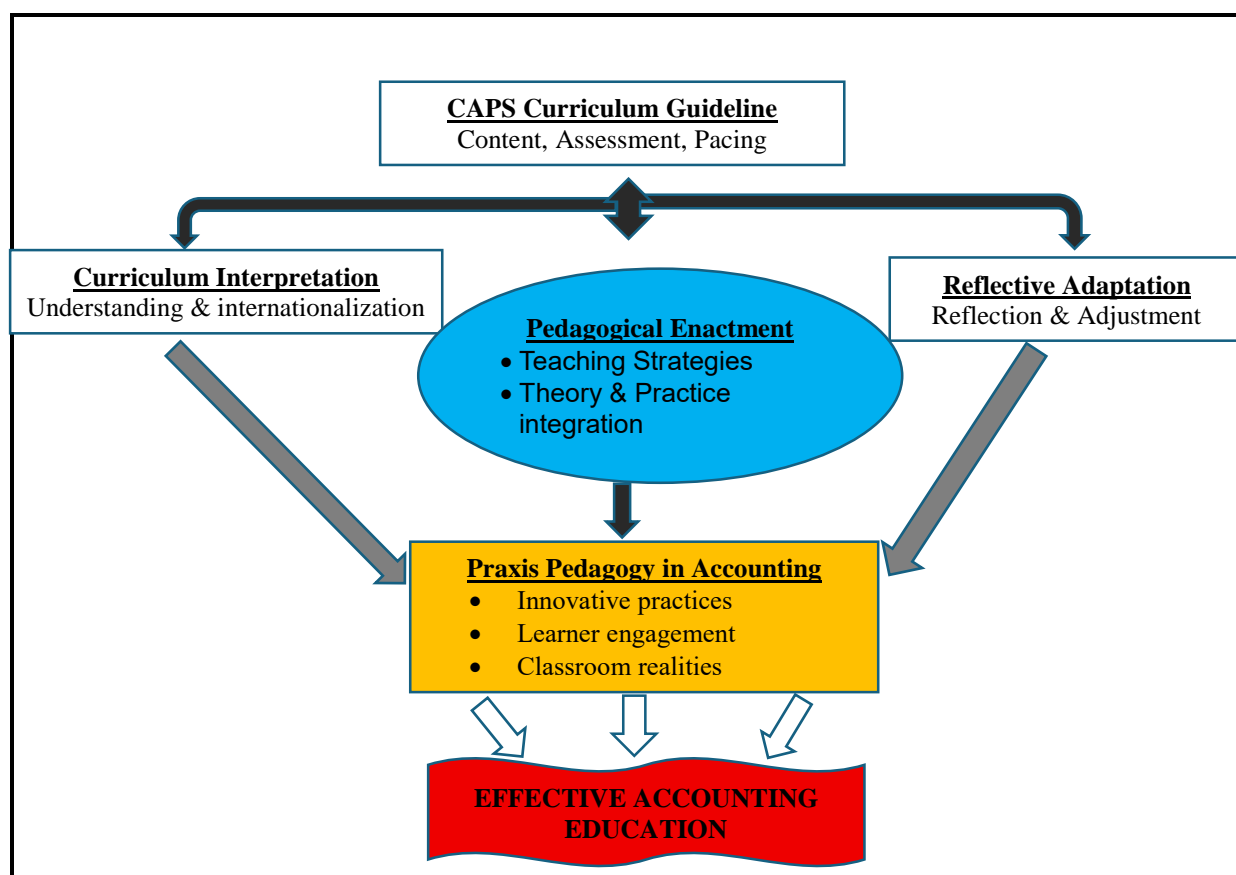 CAPS Curriculum Guideline
Content, Assessment, Pacing
Curriculum Interpretation
Understanding & internationalization
Pedagogical Enactment
• Teaching Strategies
• Theory & Practice
integration
Reflective Adaptation
Reflection & Adjustment
Praxis Pedagogy in Accounting
• Innovative practices
• Learner engagement
• Classroom realities
EFFECTIVE ACCOUNTING
EDUCATION